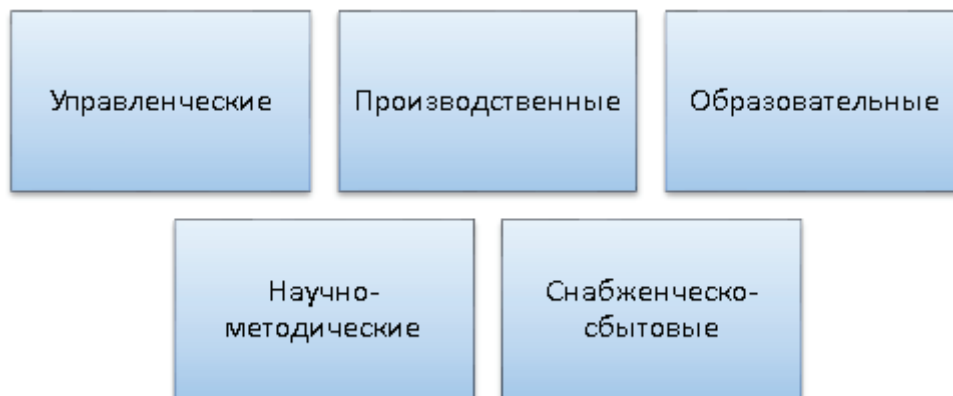 Управленческие
Производственные
Образовательные
Научно-
методические
Снабженческо-
сбытовые